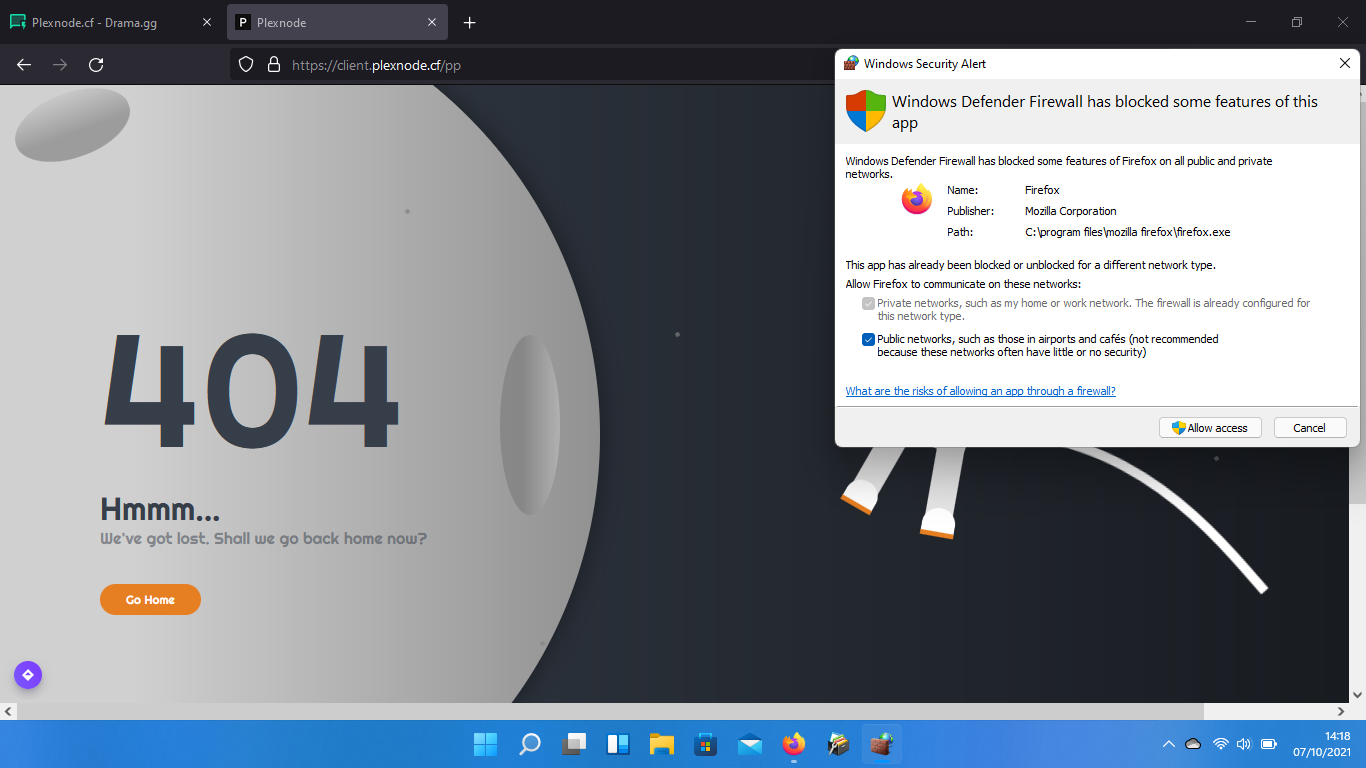 Plexnode.cf - Drama.gg
P Plexnode
https://client.plexnode.cf/pp
Windows Security Alert
Windows Defender Firewall has blocked some features of this
app
Windows Defender Firewall has blocked some features of Firefox on all public and private
networks.
Name: Firefox
Publisher: Mozilla Corporation
Path: C:\program files\mozilla firefox\firefox.exe
This app has already been blocked or unblocked for a different network type.
Allow Firefox to communicate on these networks:
Private networks, such as my home or work network. The firewall is already configured for
this network type.
Public networks, such as those in airports and cafés (not recommended
because these networks often have little or no security)
What are the risks of allowing an app through a firewall?
Allow access Cancel
404
Hmmm...
We've got lost. Shall we go back home now?
Go Home
14:18
07/10/2021